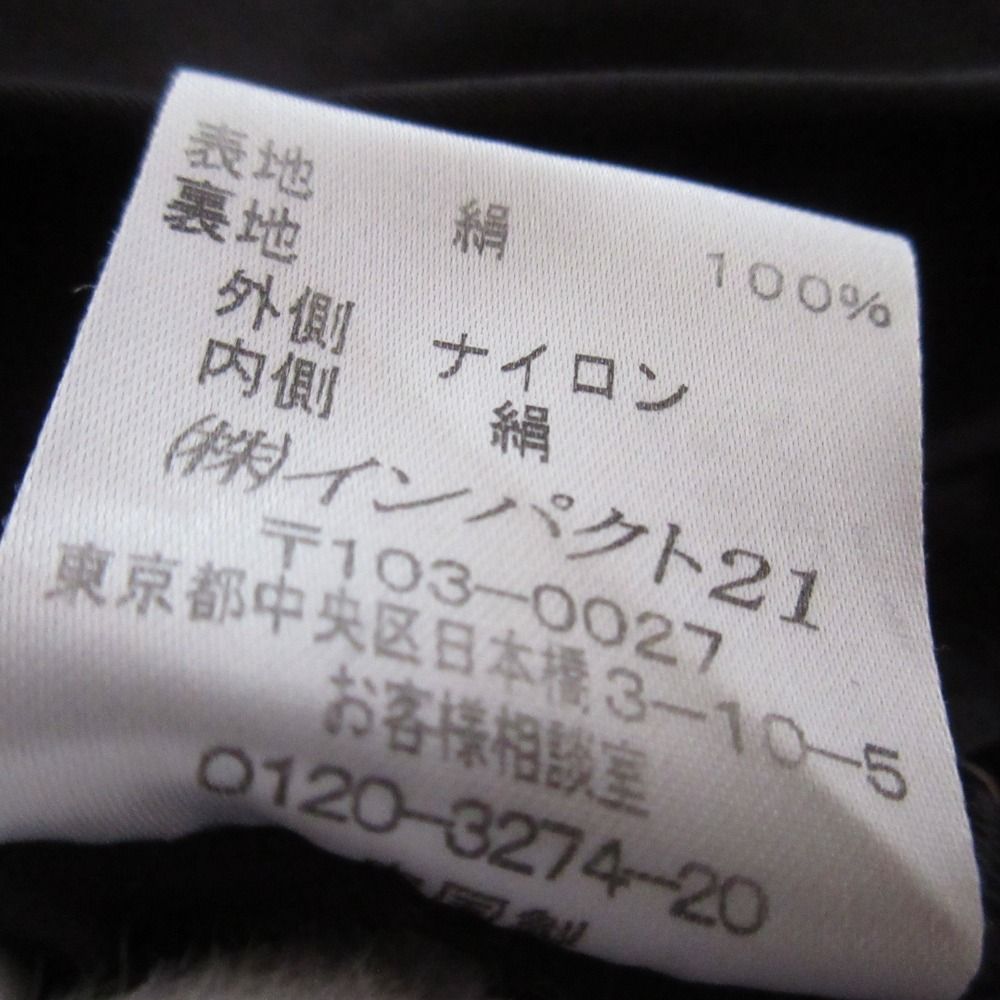 表地 絹 100%
裏地
外側 ナイロン
内側 絹
㈱インパクト21
〒103-0027
東京都中央区日本橋3-10-5
お客様相談室
0120-3274-20
国製